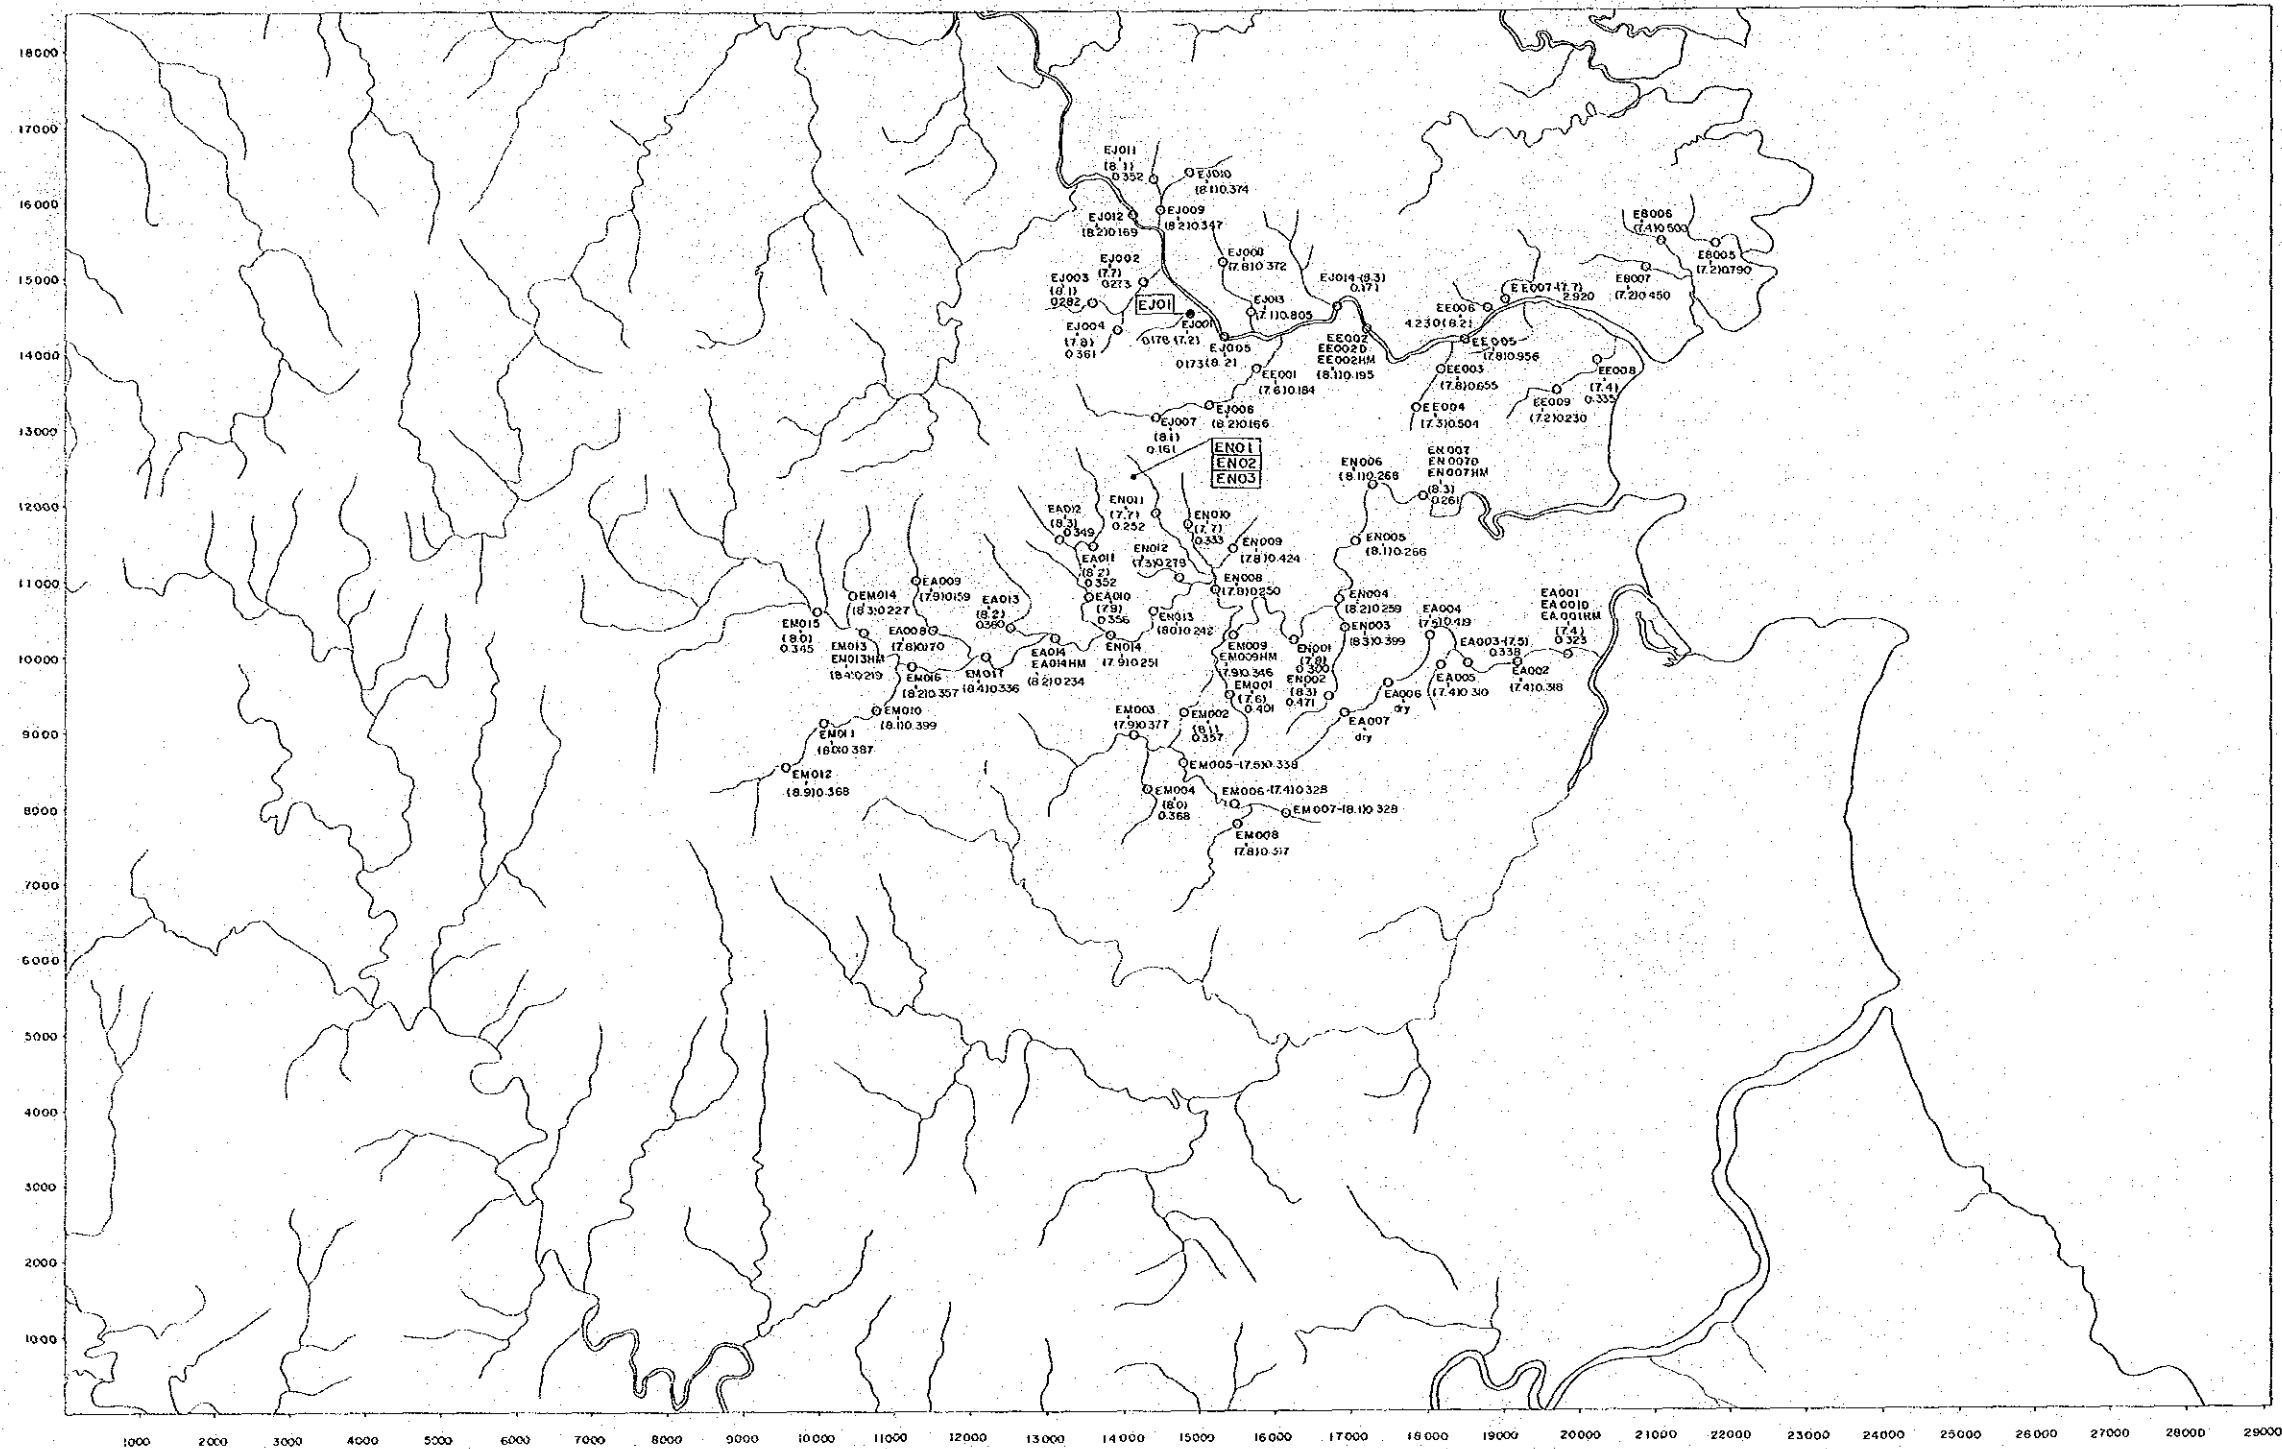 18000
17000
16000
15000
14000
13000
12000
11000
10000
9000
8000
7000
6000
5000
4000
3000
2000
1000
EJ011
(8.1)
0.352
EJ010
(8.1)0.374
EJ012
(8.2)0.169
EJ009
(8.2)0.347
EJ002
(7.7)
0.273
EJ003
(8.1)
0.282
EJ01
EJ004
(7.8)
0.361
EJ001
0.178 (7.2)
EJ005
0.173(8.2)
(7.8)0.372
EJ013
(7.1)0.805
EJ014-(8.3)
0.171
EE001
(7.6)0.184
EE002
EE002D
EE002HM
(8.1)0.195
EE007-(7.7)
2.920
EE006
4.230(8.2)
EE005
(7.8)0.956
EE003
(7.8)0.655
EE004
(7.3)0.504
EE008
(7.4)
0.335
EE009
(7.2)0.230
EB006
(7.4)0.500
EB005
(7.2)0.790
EB007
(7.2)0.450
EJ006
(8.2)0.166
EJ007
(8.1)
0.161
EN01
EN02
EN03
EN006
(8.1)0.268
EN007
EN007D
EN007HM
(8.3)
0.261
EN005
(8.1)0.266
EA012
(8.3)
0.349
EN011
(7.7)
0.252
EN010
(7.7)
0.333
EN009
(7.8)0.424
EN012
(7.3)0.279
EA011
(8.2)
0.352
EA010
(7.9)
0.356
EN008
(7.8)0.250
EN013
(8.0)0.242
EN014
(7.9)0.251
EA009
(7.9)0.159
EA013
(8.2)
0.360
EM014
(8.3)0.227
EM015
(8.0)
0.345
EM013
EM013HM
(8.4)0.219
EA008
(7.8)0.170
EM016
(8.2)0.357
EM017
(8.4)0.336
EA014
EA014HM
(8.2)0.234
EM009
EM009HM
(7.9)0.346
EM001
(7.6)
0.401
EN001
(7.8)
0.300
EN002
(8.3)
0.471
EN004
(8.2)0.259
EN003
(8.3)0.399
EA004
(7.5)0.419
EA003-(7.5)
0.338
EA001
EA001D
EA001HM
(7.4)
0.323
EA002
(7.4)0.318
EA005
(7.4)0.310
EA006
dry
EA007
dry
EM010
(8.1)0.399
EM011
(8.0)0.387
EM012
(8.9)0.368
EM003
(7.9)0.377
EM002
(8.1)
0.357
EM005-(7.5)0.338
EM004
(8.0)
0.368
EM006-(7.4)0.328
EM007-(8.1)0.328
EM008
(7.8)0.517
1000 2000 3000 4000 5000 6000 7000 8000 9000 10000 11000 12000 13000 14000 15000 16000 17000 18000 19000 20000 21000 22000 23000 24000 25000 26000 27000 28000 29000